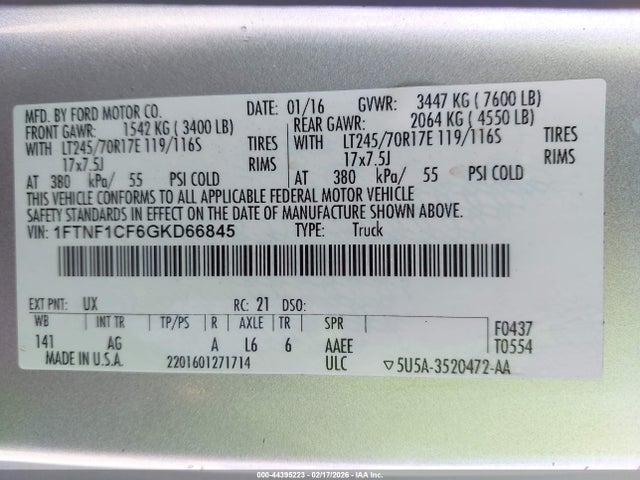 MFD. BY FORD MOTOR CO. DATE: 01/16 GVWR: 3447 KG ( 7600 LB)
FRONT GAWR: 1542 KG ( 3400 LB) REAR GAWR: 2064 KG ( 4550 LB)
WITH LT245/70R17E 119/116S TIRES WITH LT245/70R17E 119/116S TIRES
17x7.5J RIMS 17x7.5J RIMS
AT 380 kPa/ 55 PSI COLD AT 380 kPa/ 55 PSI COLD
THIS VEHICLE CONFORMS TO ALL APPLICABLE FEDERAL MOTOR VEHICLE
SAFETY STANDARDS IN EFFECT ON THE DATE OF MANUFACTURE SHOWN ABOVE.
VIN: 1FTNF1CF6GKD66845 TYPE: Truck
EXT PNT: UX RC: 21 DSO:
WB INT TR TP/PS R AXLE TR SPR F0437
141 AG A L6 6 AAEE T0554
MADE IN U.S.A. 2201601271714 ULC ▽5U5A-3520472-AA
000-44395223 - 02/17/2026 - IAA Inc.